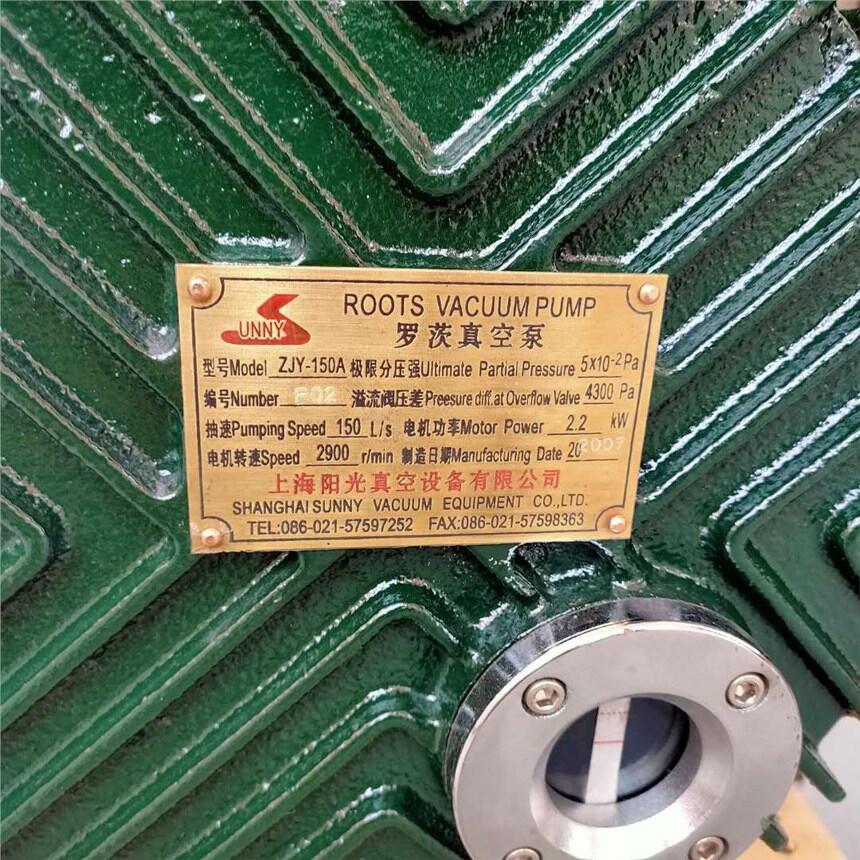 ROOTS VACUUM PUMP
SUNNY 罗茨真空泵
型号Model ZJY-150A 极限分压强Ultimate Partial Pressure 5x10-2Pa
编号Number 溢流阀压差Preesure diff.at Overflow Valve 4300 Pa
抽速Pumping Speed 150 L/s 电机功率Motor Power 2.2 kW
电机转速Speed 2900 r/min 制造日期Manufacturing Date 20 2007
上海阳光真空设备有限公司
SHANGHAI SUNNY VACUUM EQUIPMENT CO.,LTD.
TEL:086-021-57597252 FAX:086-021-57598363